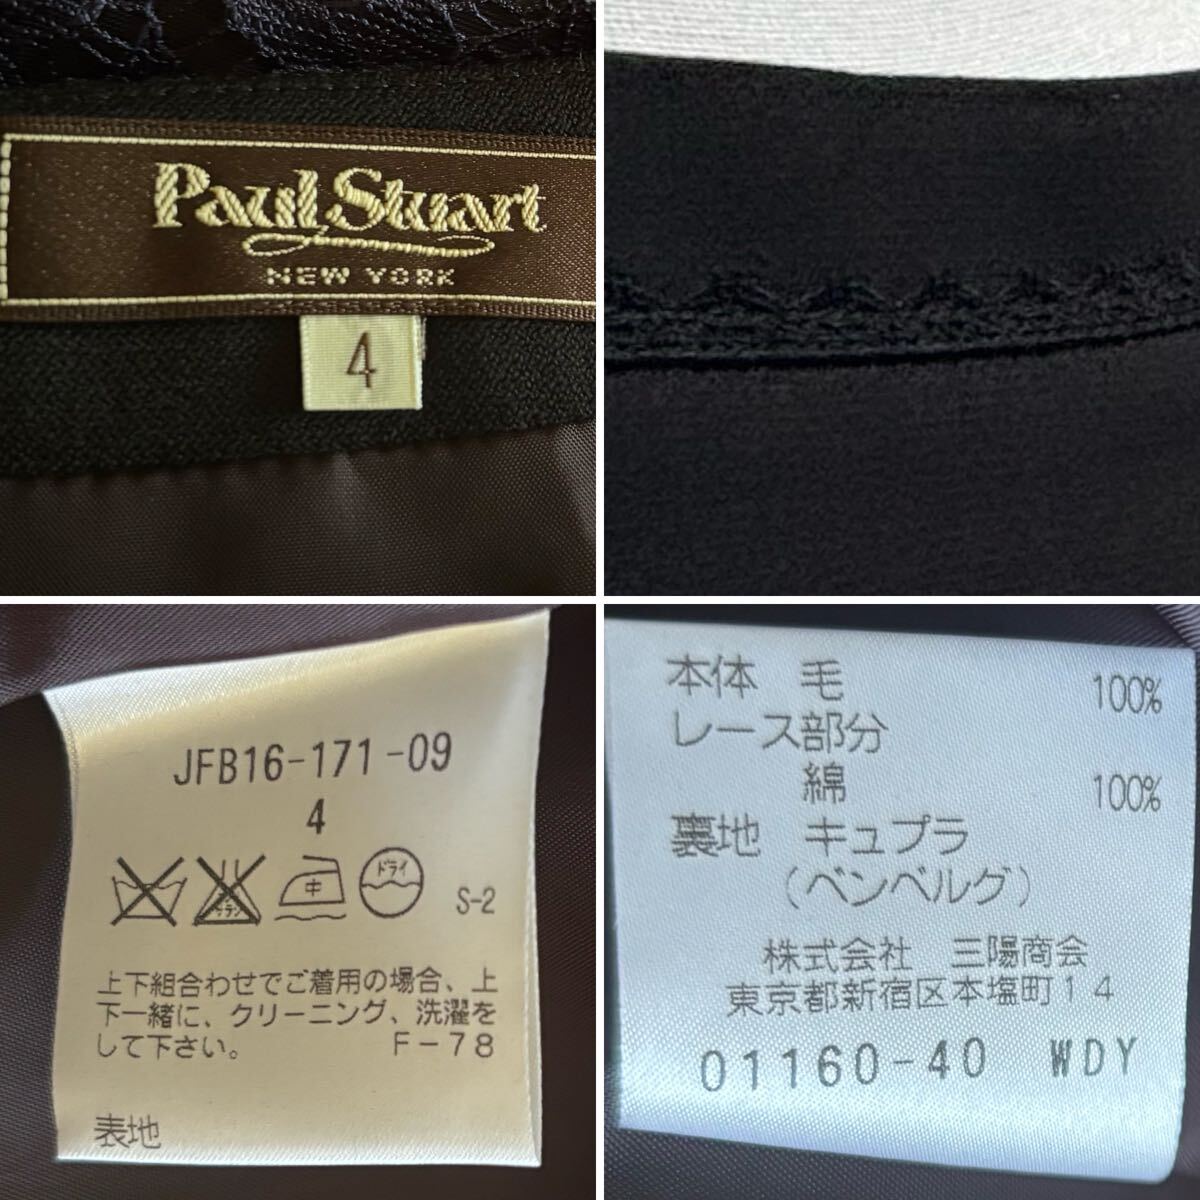 Paul Stuart
NEW YORK
4
JFB16-171-09
4
中
ドライ
S-2
上下組合わせでご着用の場合、上
下一緒に、クリーニング、洗濯を
して下さい。 F-78
表地
本体 毛 100%
レース部分
綿 100%
裏地 キュプラ
(ベンベルグ)
株式会社 三陽商会
東京都新宿区本塩町14
01160-40 WDY